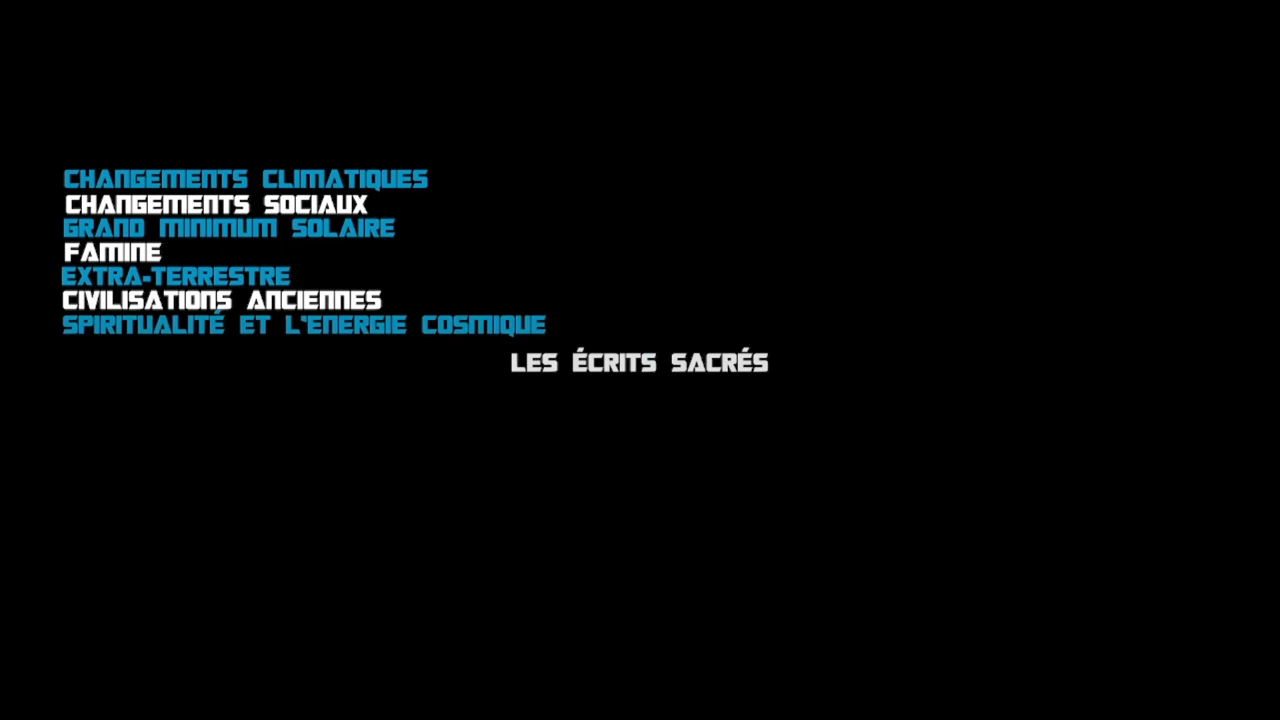 CHANGEMENTS CLIMATIQUES
CHANGEMENTS SOCIAUX
GRAND MINIMUM SOLAIRE
FAMINE
EXTRA-TERRESTRE
CIVILISATIONS ANCIENNES
SPIRITUALITÉ ET L'ENERGIE COSMIQUE
LES ÉCRITS SACRÉS